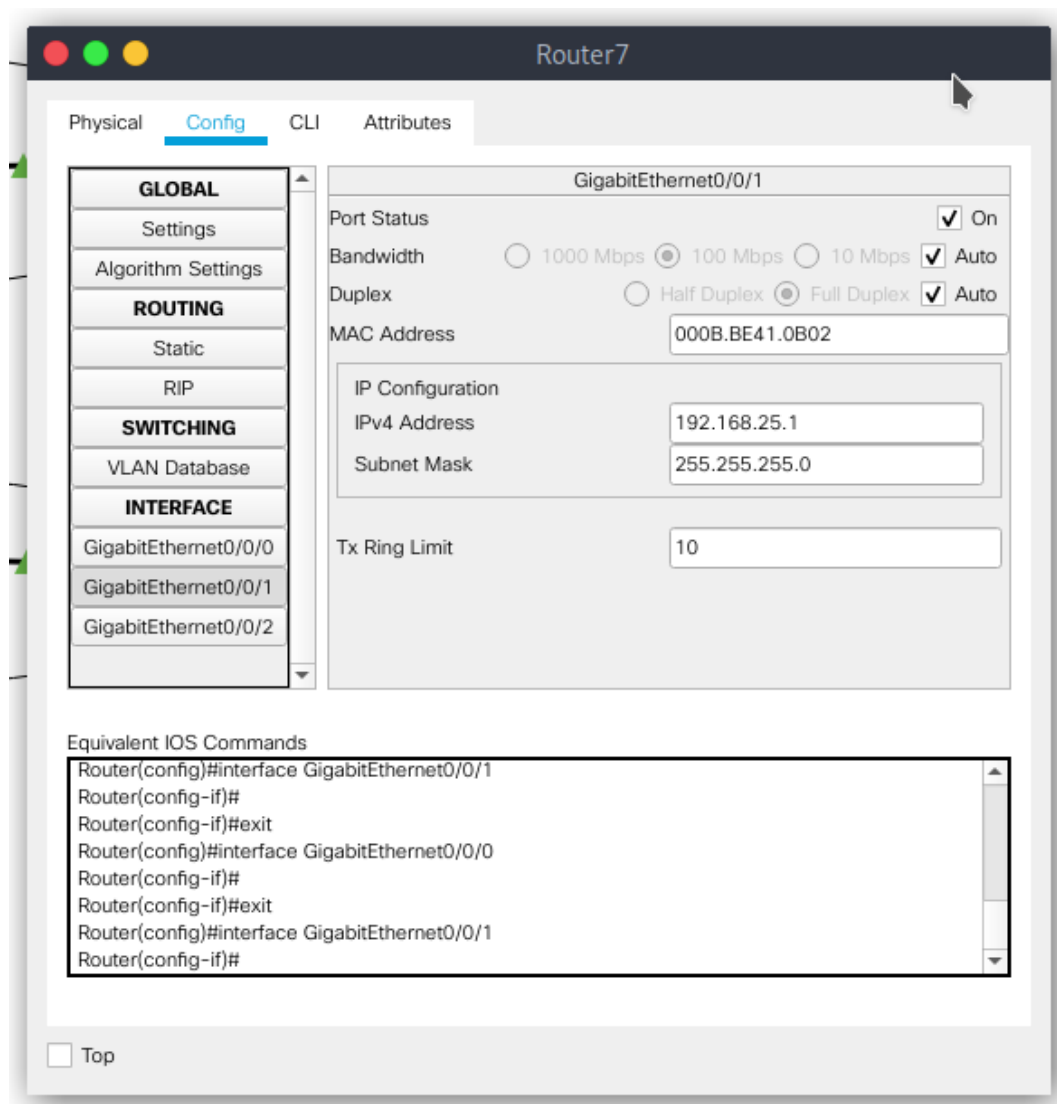 Router7
Physical Config CLI Attributes
GLOBAL
Settings
Algorithm Settings
ROUTING
Static
RIP
SWITCHING
VLAN Database
INTERFACE
GigabitEthernet0/0/0
GigabitEthernet0/0/1
GigabitEthernet0/0/2
GigabitEthernet0/0/1
Port Status On
Bandwidth 1000 Mbps 100 Mbps 10 Mbps Auto
Duplex Half Duplex Full Duplex Auto
MAC Address 000B.BE41.0B02
IP Configuration
IPv4 Address 192.168.25.1
Subnet Mask 255.255.255.0
Tx Ring Limit 10
Equivalent IOS Commands
Router(config)#interface GigabitEthernet0/0/1
Router(config-if)#
Router(config-if)#exit
Router(config)#interface GigabitEthernet0/0/0
Router(config-if)#
Router(config-if)#exit
Router(config)#interface GigabitEthernet0/0/1
Router(config-if)#
Top